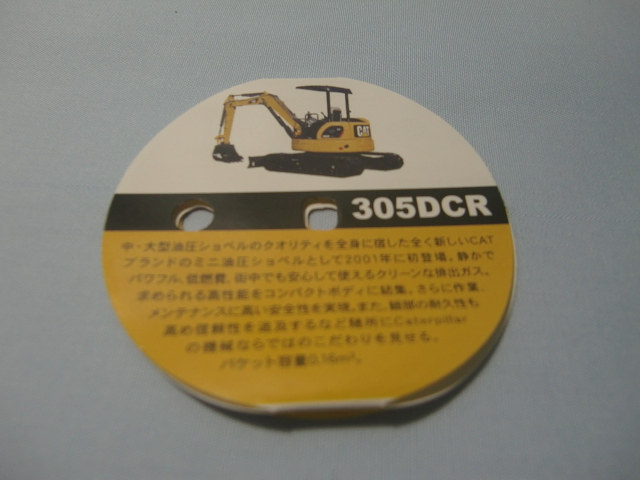 CAT
305DCR
中・大型油圧ショベルのクオリティを全身に宿した全く新しいCAT
ブランドのミニ油圧ショベルとして2001年に初登場。静かで
パワフル、低燃費、街中でも安心して使えるクリーンな排出ガス。
求められる高性能をコンパクトボディに結集。さらに作業、
メンテナンスに高い安全性を実現。また、細部の耐久性も
高め信頼性を追及するなど随所にCaterpillar
の機械ならではのこだわりを見せる。
バケット容量0.16m³。